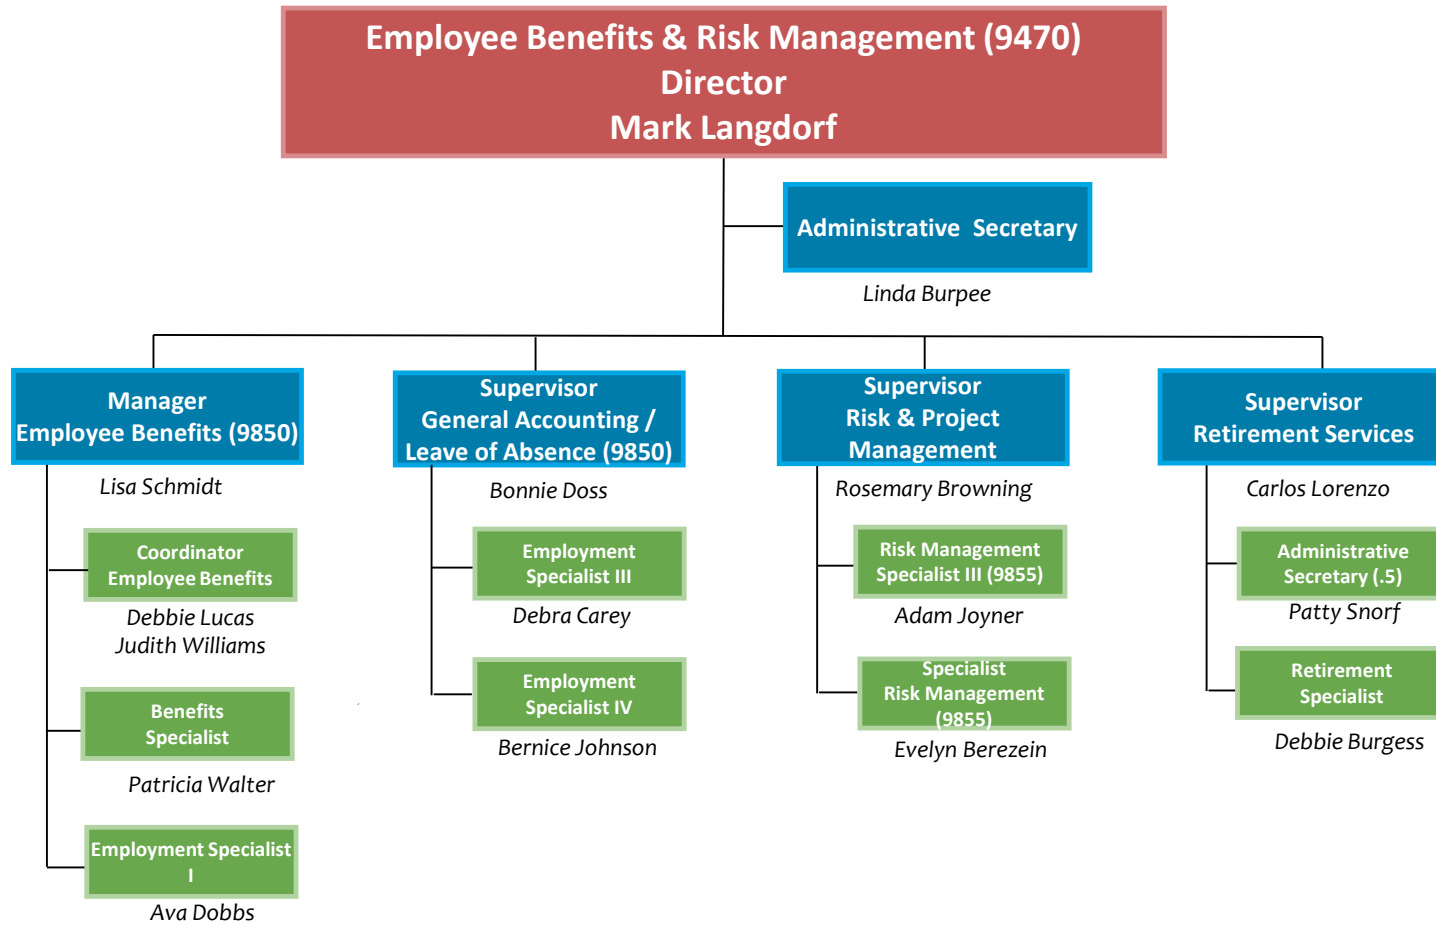 Employee Benefits & Risk Management (9470)
Director
Mark Langdorf
Administrative Secretary
Linda Burpee
Manager
Employee Benefits (9850)
Lisa Schmidt
Coordinator
Employee Benefits
Debbie Lucas
Judith Williams
Benefits
Specialist
Patricia Walter
Employment Specialist
I
Ava Dobbs
Supervisor
General Accounting /
Leave of Absence (9850)
Bonnie Doss
Employment
Specialist III
Debra Carey
Employment
Specialist IV
Bernice Johnson
Supervisor
Risk & Project
Management
Rosemary Browning
Risk Management
Specialist III (9855)
Adam Joyner
Specialist
Risk Management
(9855)
Evelyn Berezein
Supervisor
Retirement Services
Carlos Lorenzo
Administrative
Secretary (.5)
Patty Snorf
Retirement
Specialist
Debbie Burgess